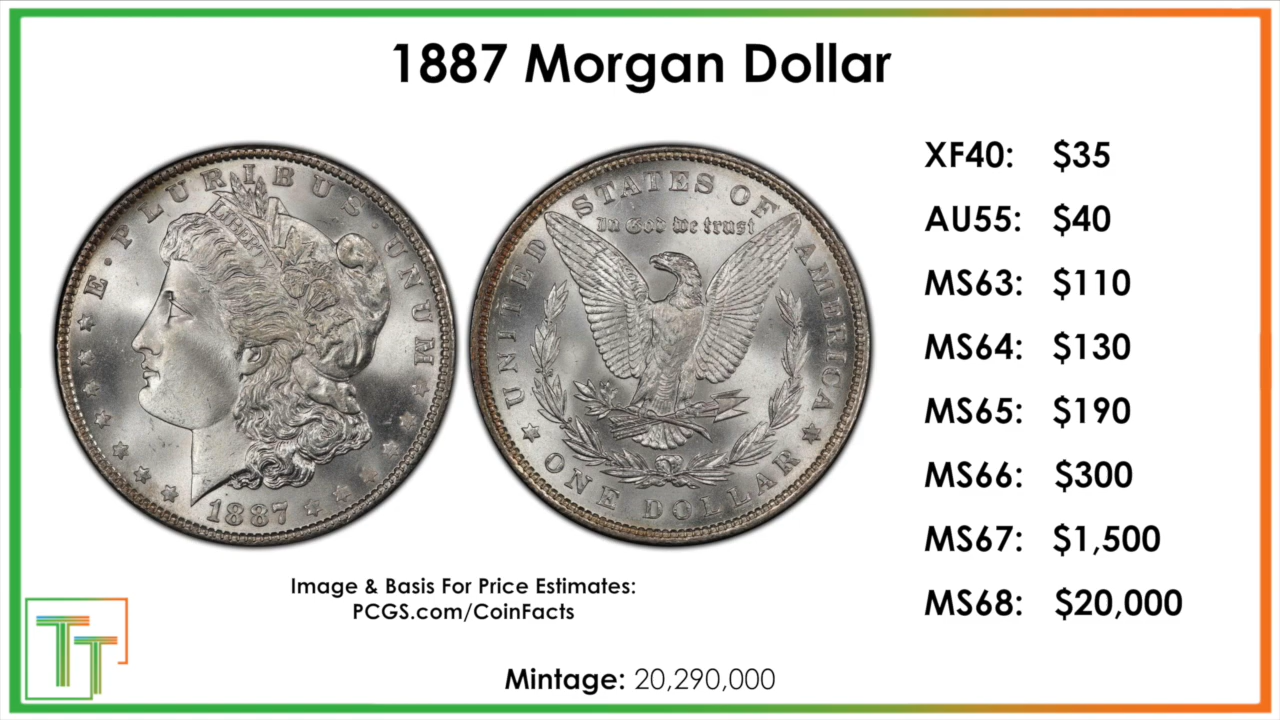 1887 Morgan Dollar
E · PLURIBUS · UNUM
LIBERTY
1887
UNITED STATES OF AMERICA
In God we trust
ONE DOLLAR
XF40: $35
AU55: $40
MS63: $110
MS64: $130
MS65: $190
MS66: $300
MS67: $1,500
MS68: $20,000
Image & Basis For Price Estimates:
PCGS.com/CoinFacts
TT
Mintage: 20,290,000